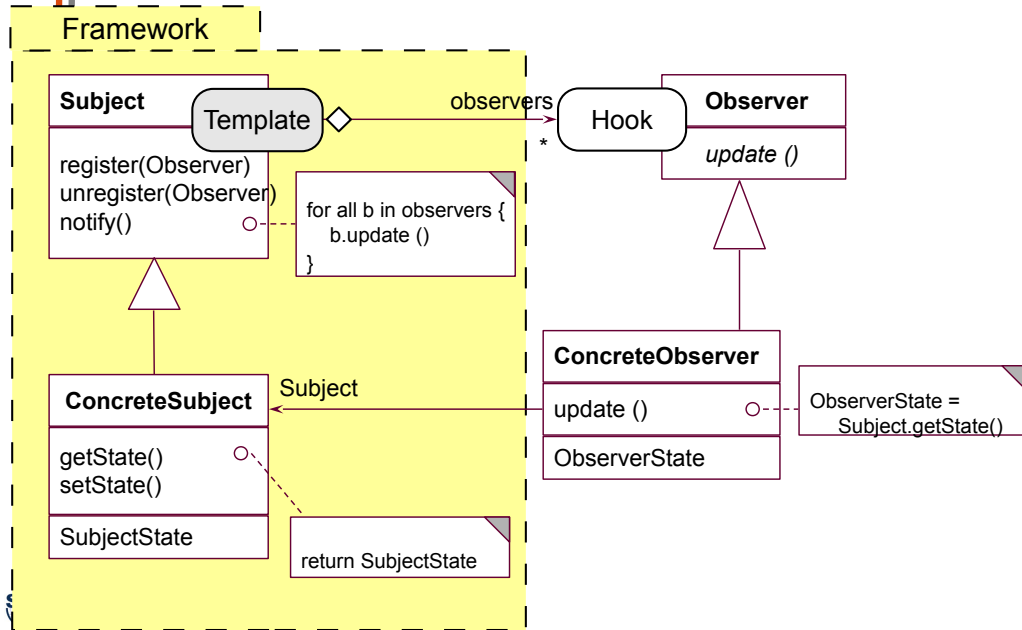 Framework
Subject
Template
observers
*
Hook
Observer
update ()
register(Observer)
unregister(Observer)
notify()
for all b in observers {
b.update ()
}
ConcreteSubject
Subject
getState()
setState()
SubjectState
return SubjectState
ConcreteObserver
update ()
ObserverState
ObserverState =
Subject.getState()